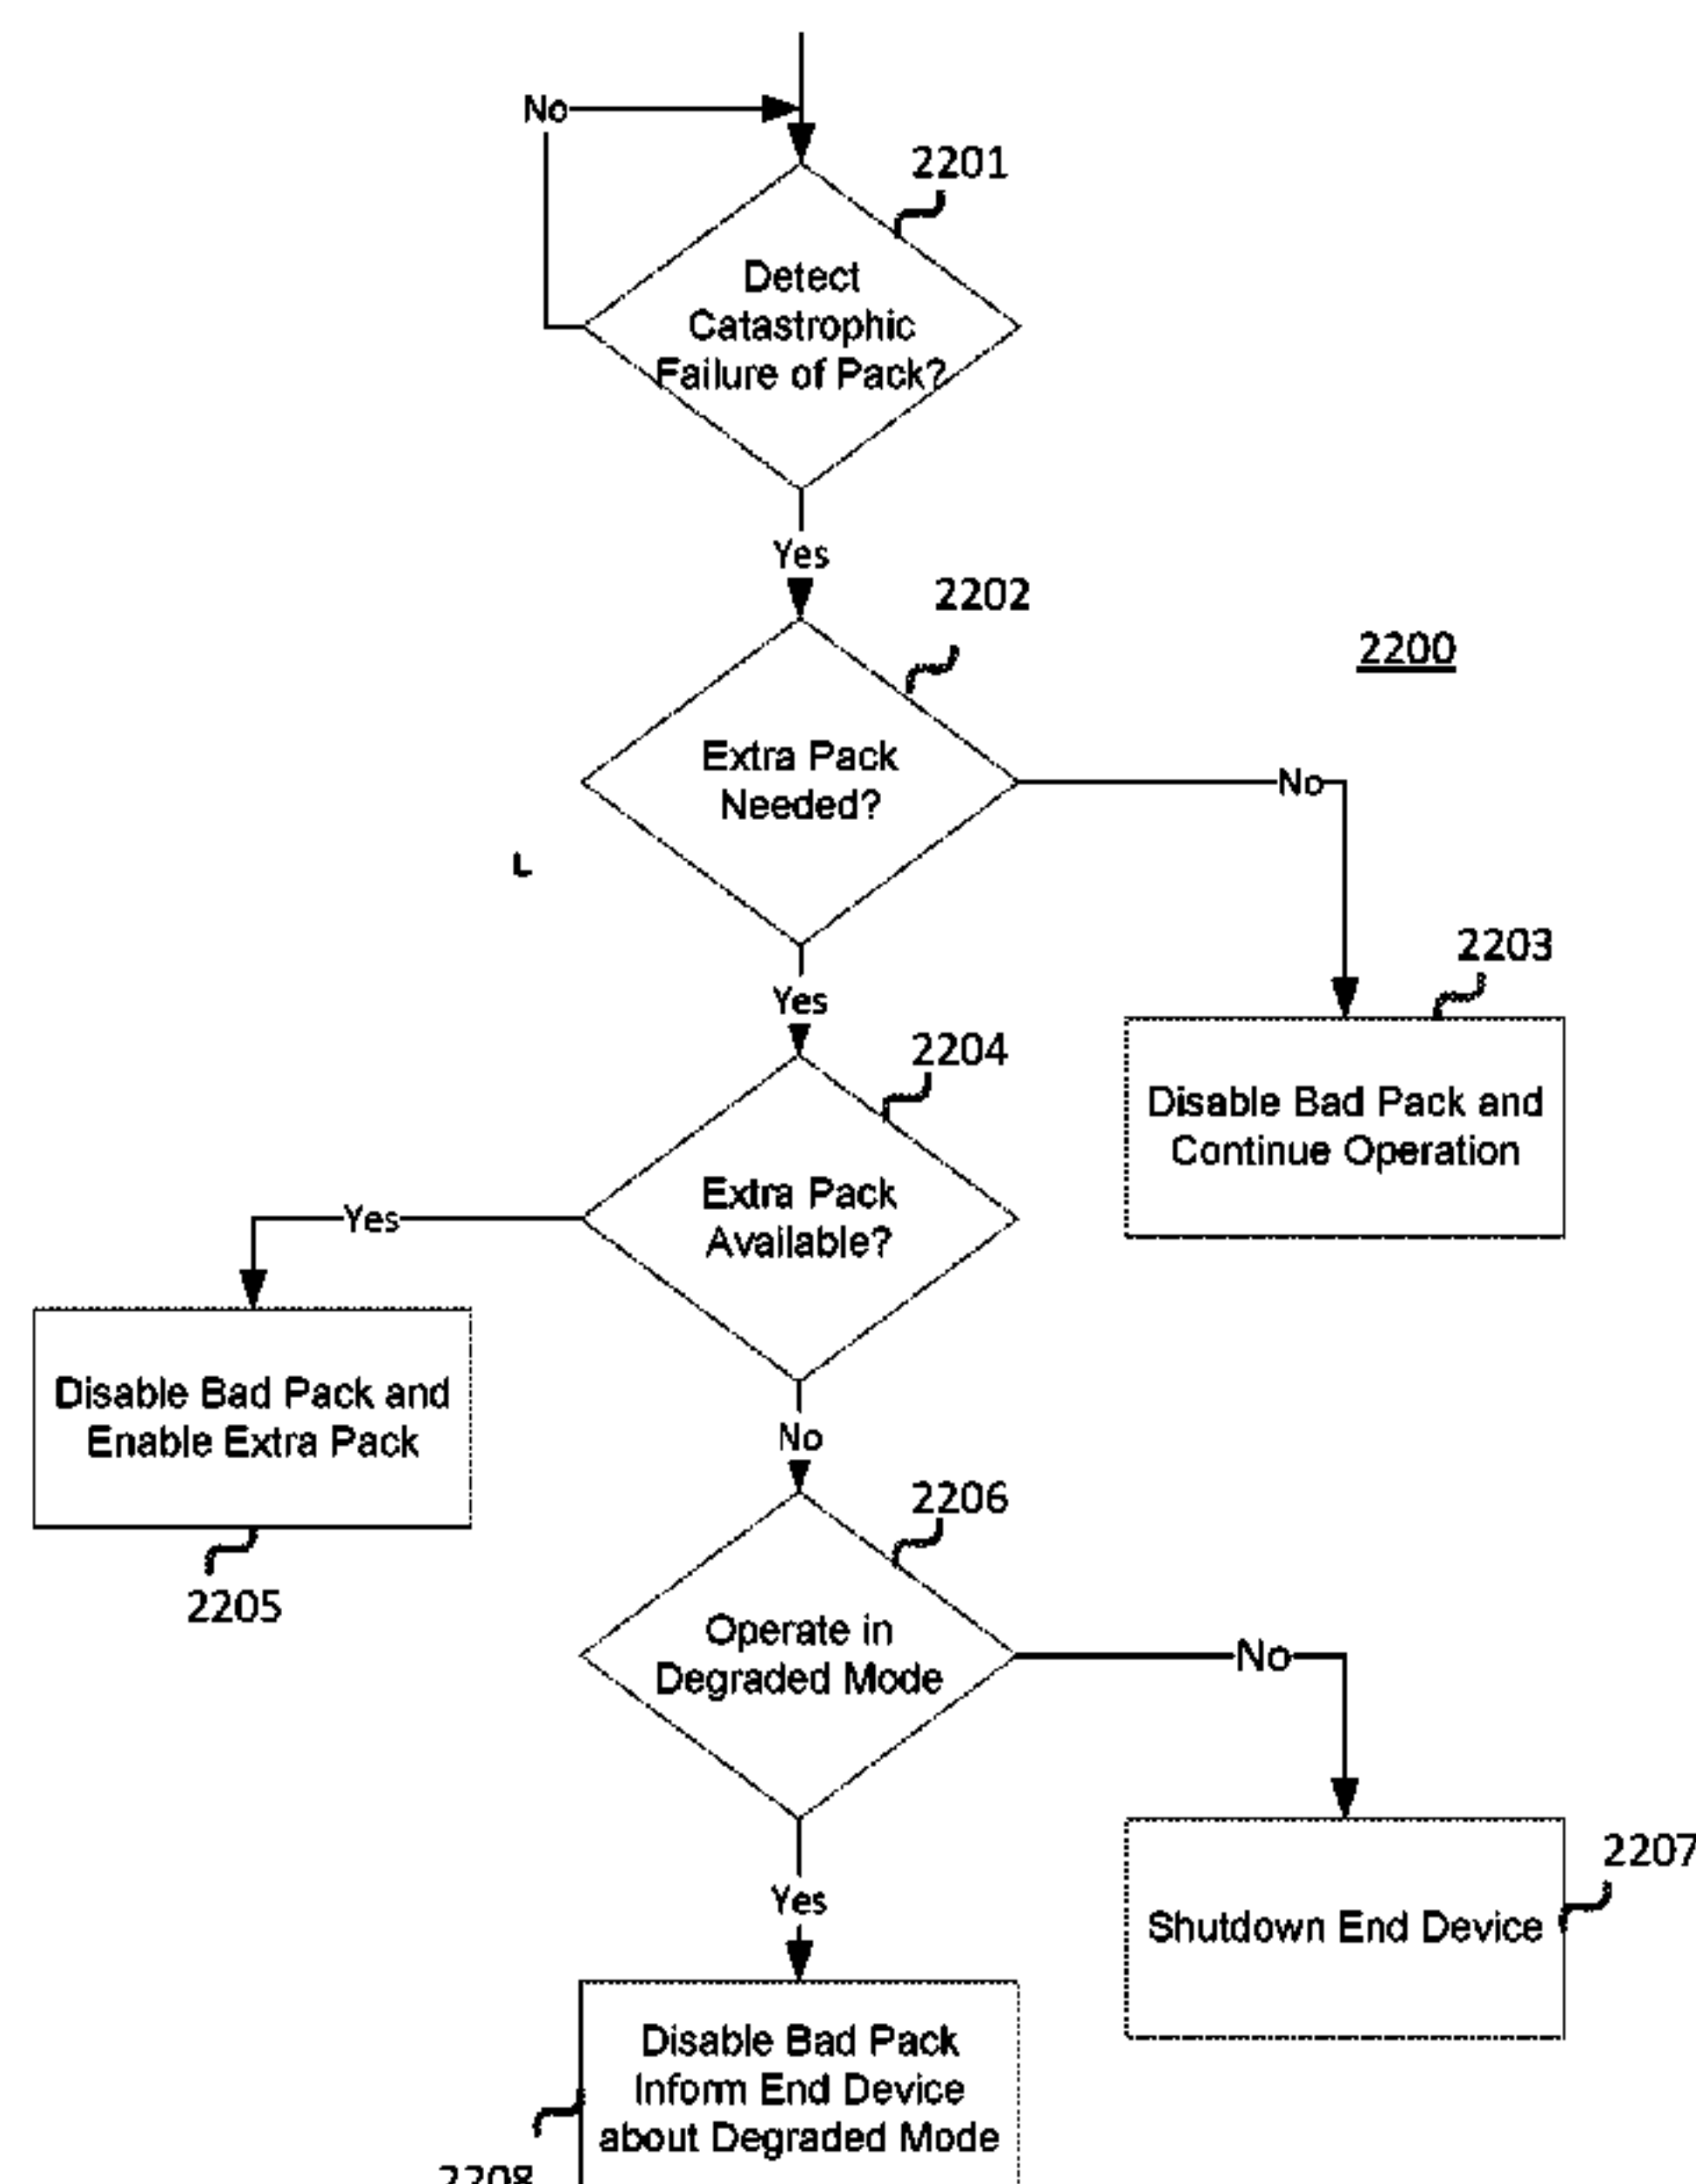 No
2201
Detect
Catastrophic
Failure of Pack?
Yes
2202
2200
Extra Pack
Needed?
No
Yes
2203
2204
Disable Bad Pack and
Continue Operation
Extra Pack
Available?
Yes
Disable Bad Pack and
Enable Extra Pack
No
2206
2205
Operate in
Degraded Mode
No
2207
Yes
Shutdown End Device
Disable Bad Pack
Inform End Device
about Degraded Mode
2208